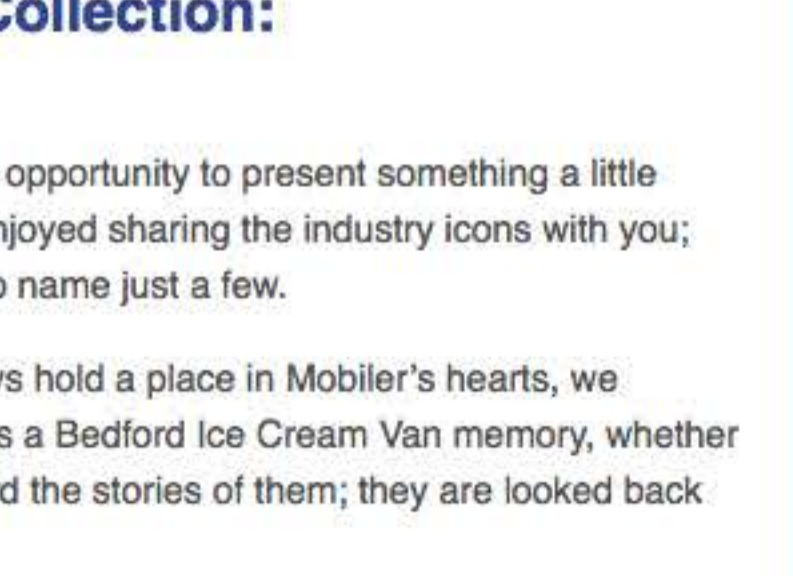 Collection:
opportunity to present something a little
njoyed sharing the industry icons with you;
o name just a few.
ys hold a place in Mobiler's hearts, we
s a Bedford Ice Cream Van memory, whether
d the stories of them; they are looked back